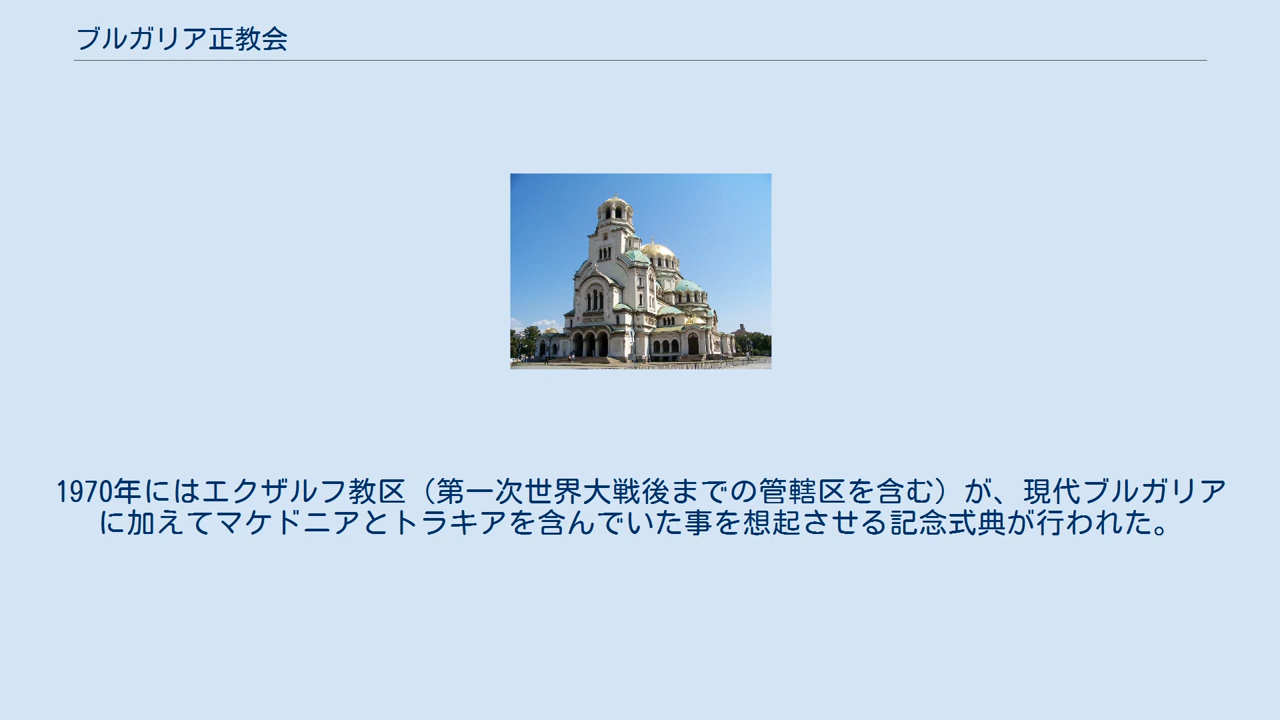 ブルガリア正教会
1970年にはエクザルフ教区（第一次世界大戦後までの管轄区を含む）が、現代ブルガリア
に加えてマケドニアとトラキアを含んでいた事を想起させる記念式典が行われた。